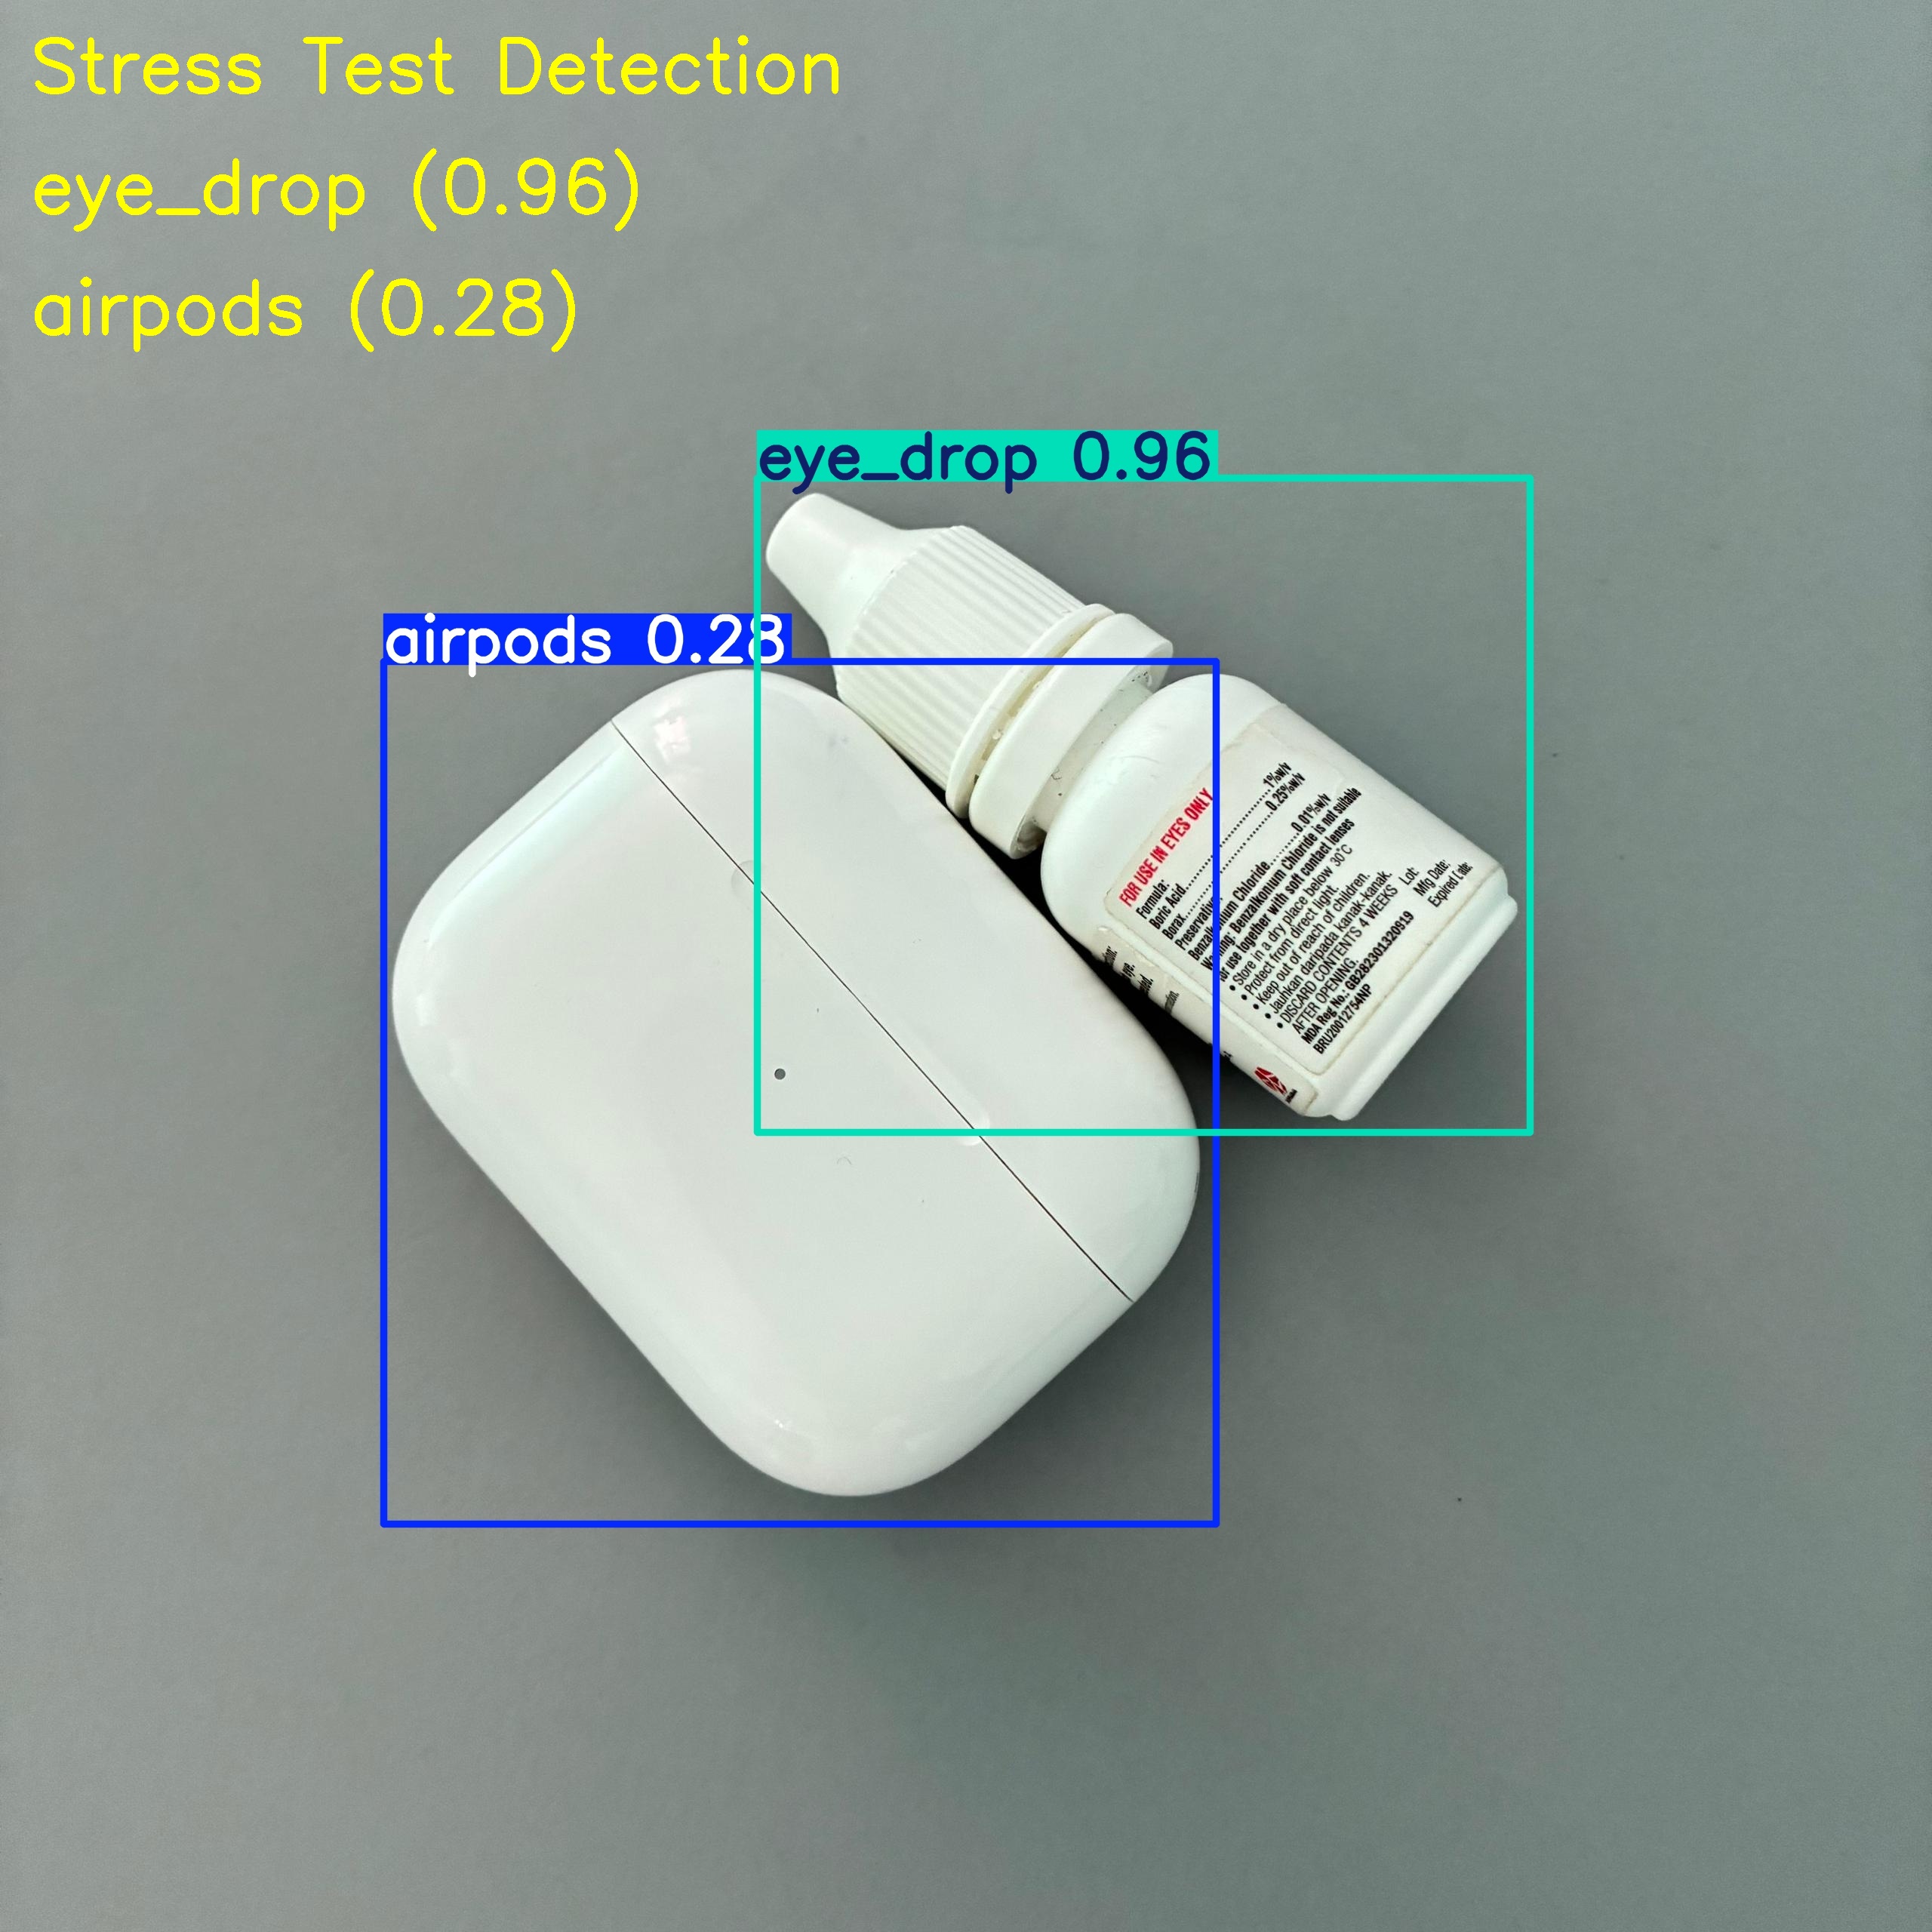 Stress Test Detection
eye_drop (0.96)
airpods (0.28)
eye_drop 0.96
airpods 0.28
FOR USE IN EYES ONLY
Formula:
Boric Acid..............................1%w/v
Borax..............................0.25%w/v
Preservative:
Benzalkonium Chloride..............0.01%w/v
Warning: Benzalkonium Chloride is not suitable
for use together with soft contact lenses
• Store in a dry place below 30°C
• Protect from direct light.
• Keep out of reach of children.
• Jauhkan daripada kanak-kanak.
• DISCARD CONTENTS 4 WEEKS
AFTER OPENING.
MDA Reg No.: GB282301320919
BRU20012754NP
Lot:
Mfg Date:
Expired Date: